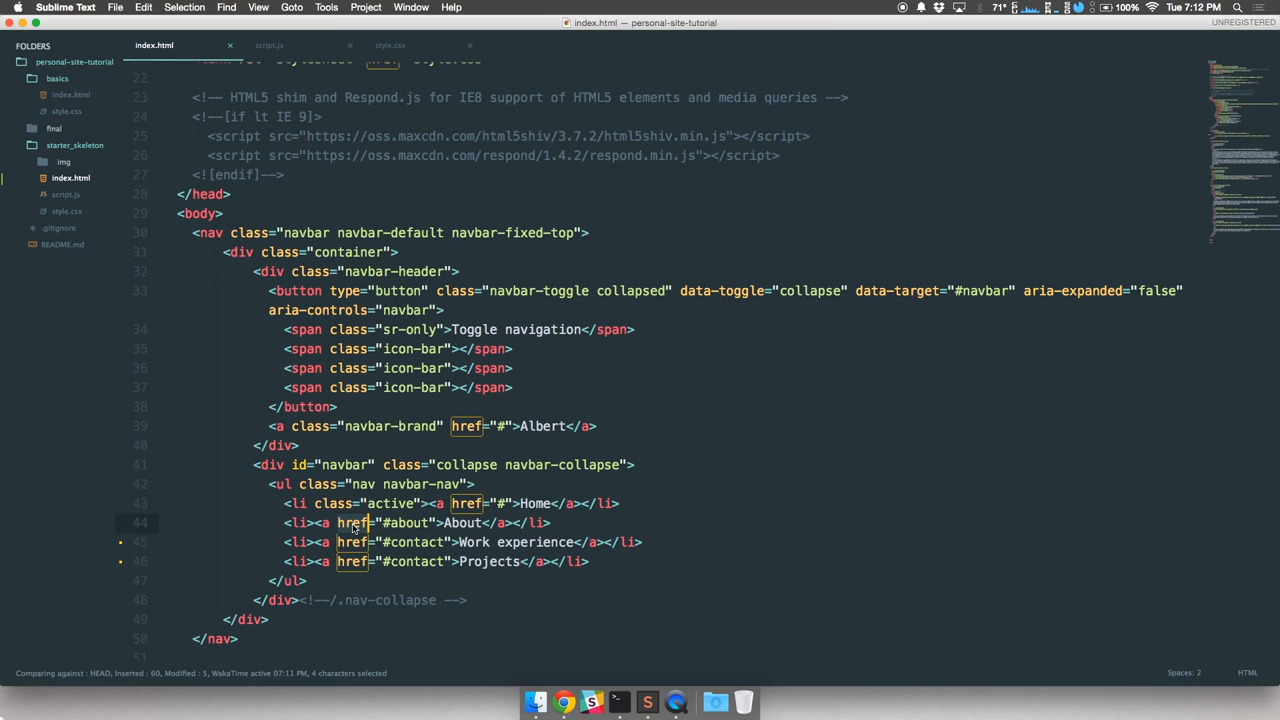 Sublime Text File Edit Selection Find View Goto Tools Project Window Help 71° 100% Tue 7:12 PM
index.html — personal-site-tutorial UNREGISTERED
FOLDERS
personal-site-tutorial
basics
index.html
style.css
final
starter_skeleton
img
index.html
script.js
style.css
.gitignore
README.md
index.html × script.js × style.css ×
22
23 <!-- HTML5 shim and Respond.js for IE8 support of HTML5 elements and media queries -->
24 <!--[if lt IE 9]>
25 <script src="https://oss.maxcdn.com/html5shiv/3.7.2/html5shiv.min.js"></script>
26 <script src="https://oss.maxcdn.com/respond/1.4.2/respond.min.js"></script>
27 <![endif]-->
28 </head>
29 <body>
30 <nav class="navbar navbar-default navbar-fixed-top">
31 <div class="container">
32 <div class="navbar-header">
33 <button type="button" class="navbar-toggle collapsed" data-toggle="collapse" data-target="#navbar" aria-expanded="false"
aria-controls="navbar">
34 <span class="sr-only">Toggle navigation</span>
35 <span class="icon-bar"></span>
36 <span class="icon-bar"></span>
37 <span class="icon-bar"></span>
38 </button>
39 <a class="navbar-brand" href="#">Albert</a>
40 </div>
41 <div id="navbar" class="collapse navbar-collapse">
42 <ul class="nav navbar-nav">
43 <li class="active"><a href="#">Home</a></li>
44 <li><a href="#about">About</a></li>
45 <li><a href="#contact">Work experience</a></li>
46 <li><a href="#contact">Projects</a></li>
47 </ul>
48 </div><!--/.nav-collapse -->
49 </div>
50 </nav>
Comparing against : HEAD, Inserted : 60, Modified : 5, WakaTime active 07:11 PM, 4 characters selected Spaces: 2 HTML